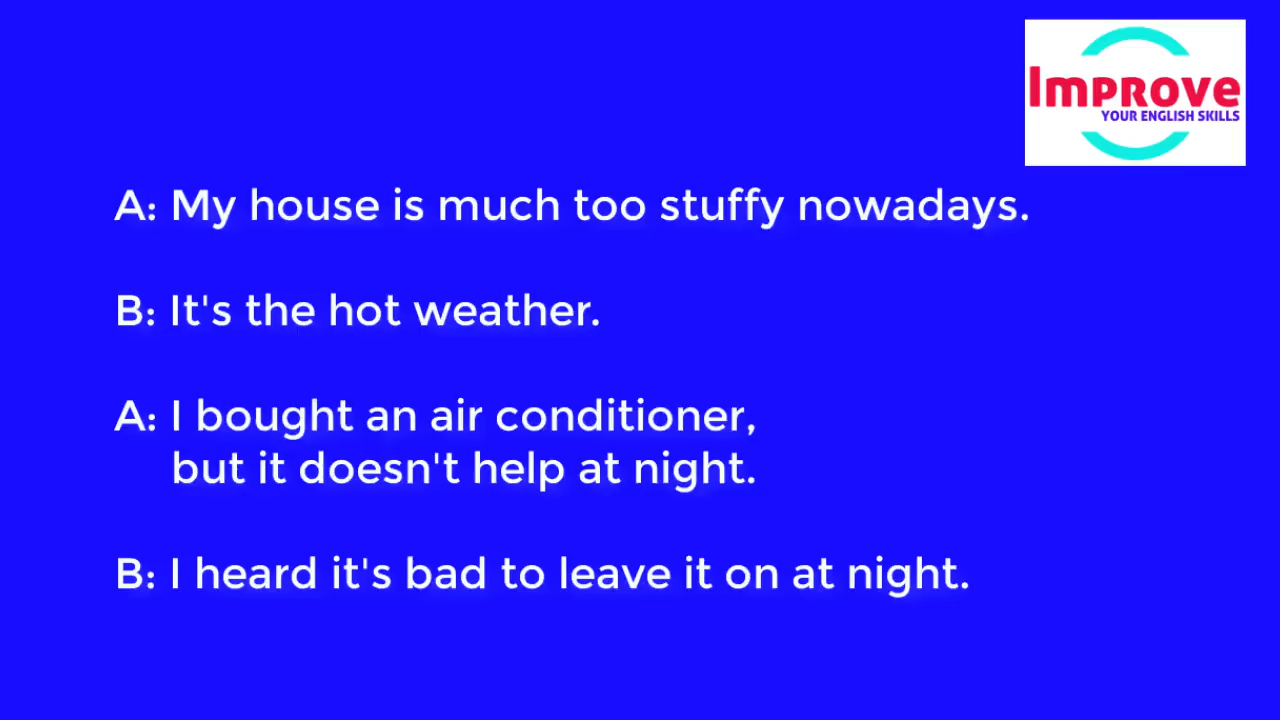 Improve
YOUR ENGLISH SKILLS
A: My house is much too stuffy nowadays.
B: It's the hot weather.
A: I bought an air conditioner,
but it doesn't help at night.
B: I heard it's bad to leave it on at night.